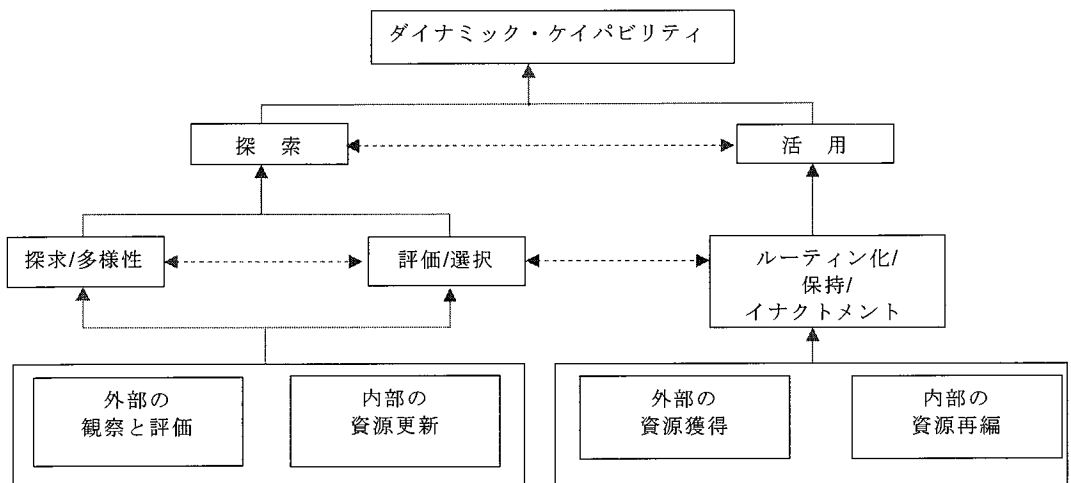 ダイナミック・ケイパビリティ
探 索
活 用
探求/多様性
評価/選択
ルーティン化/
保持/
イナクトメント
外部の
観察と評価
内部の
資源更新
外部の
資源獲得
内部の
資源再編